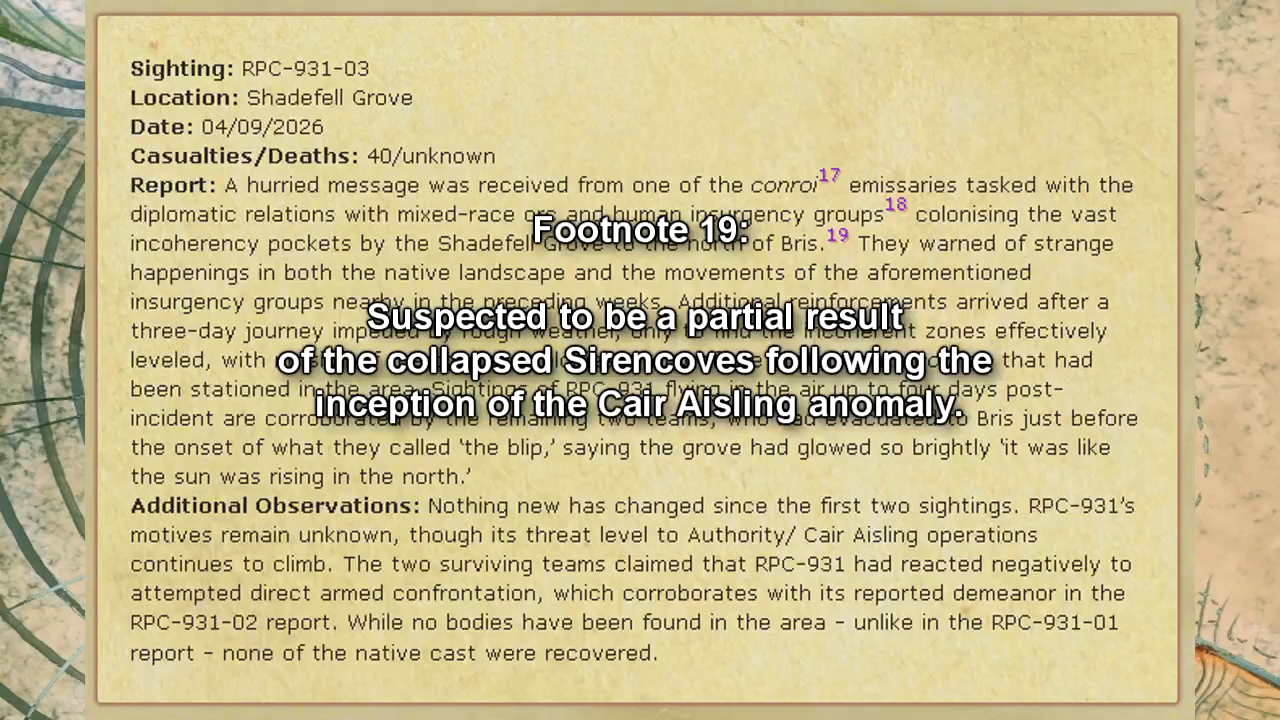 Sighting: RPC-931-03
Location: Shadefell Grove
Date: 04/09/2026
Casualties/Deaths: 40/unknown
Report: A hurried message was received from one of the conroi17 emissaries tasked with the
diplomatic relations with mixed-race and human insurgency groups18 colonising the vast
incoherency pockets by the Shadefell Grove to the north of Bris.19 They warned of strange
happenings in both the native landscape and the movements of the aforementioned
insurgency groups nearby in the preceding weeks. Additional reinforcements arrived after a
three-day journey impeded by rough weather, only to find the incoherent zones effectively
leveled, with that had
been stationed in the area. Sightings of RPC-931 flying in the air up to four days post-
incident are corroborated by the remaining two teams, who had evacuated to Bris just before
the onset of what they called ‘the blip,’ saying the grove had glowed so brightly ‘it was like
the sun was rising in the north.’
Additional Observations: Nothing new has changed since the first two sightings. RPC-931’s
motives remain unknown, though its threat level to Authority/ Cair Aisling operations
continues to climb. The two surviving teams claimed that RPC-931 had reacted negatively to
attempted direct armed confrontation, which corroborates with its reported demeanor in the
RPC-931-02 report. While no bodies have been found in the area – unlike in the RPC-931-01
report – none of the native cast were recovered.
Footnote 19:
Suspected to be a partial result
of the collapsed Sirencoves following the
inception of the Cair Aisling anomaly.